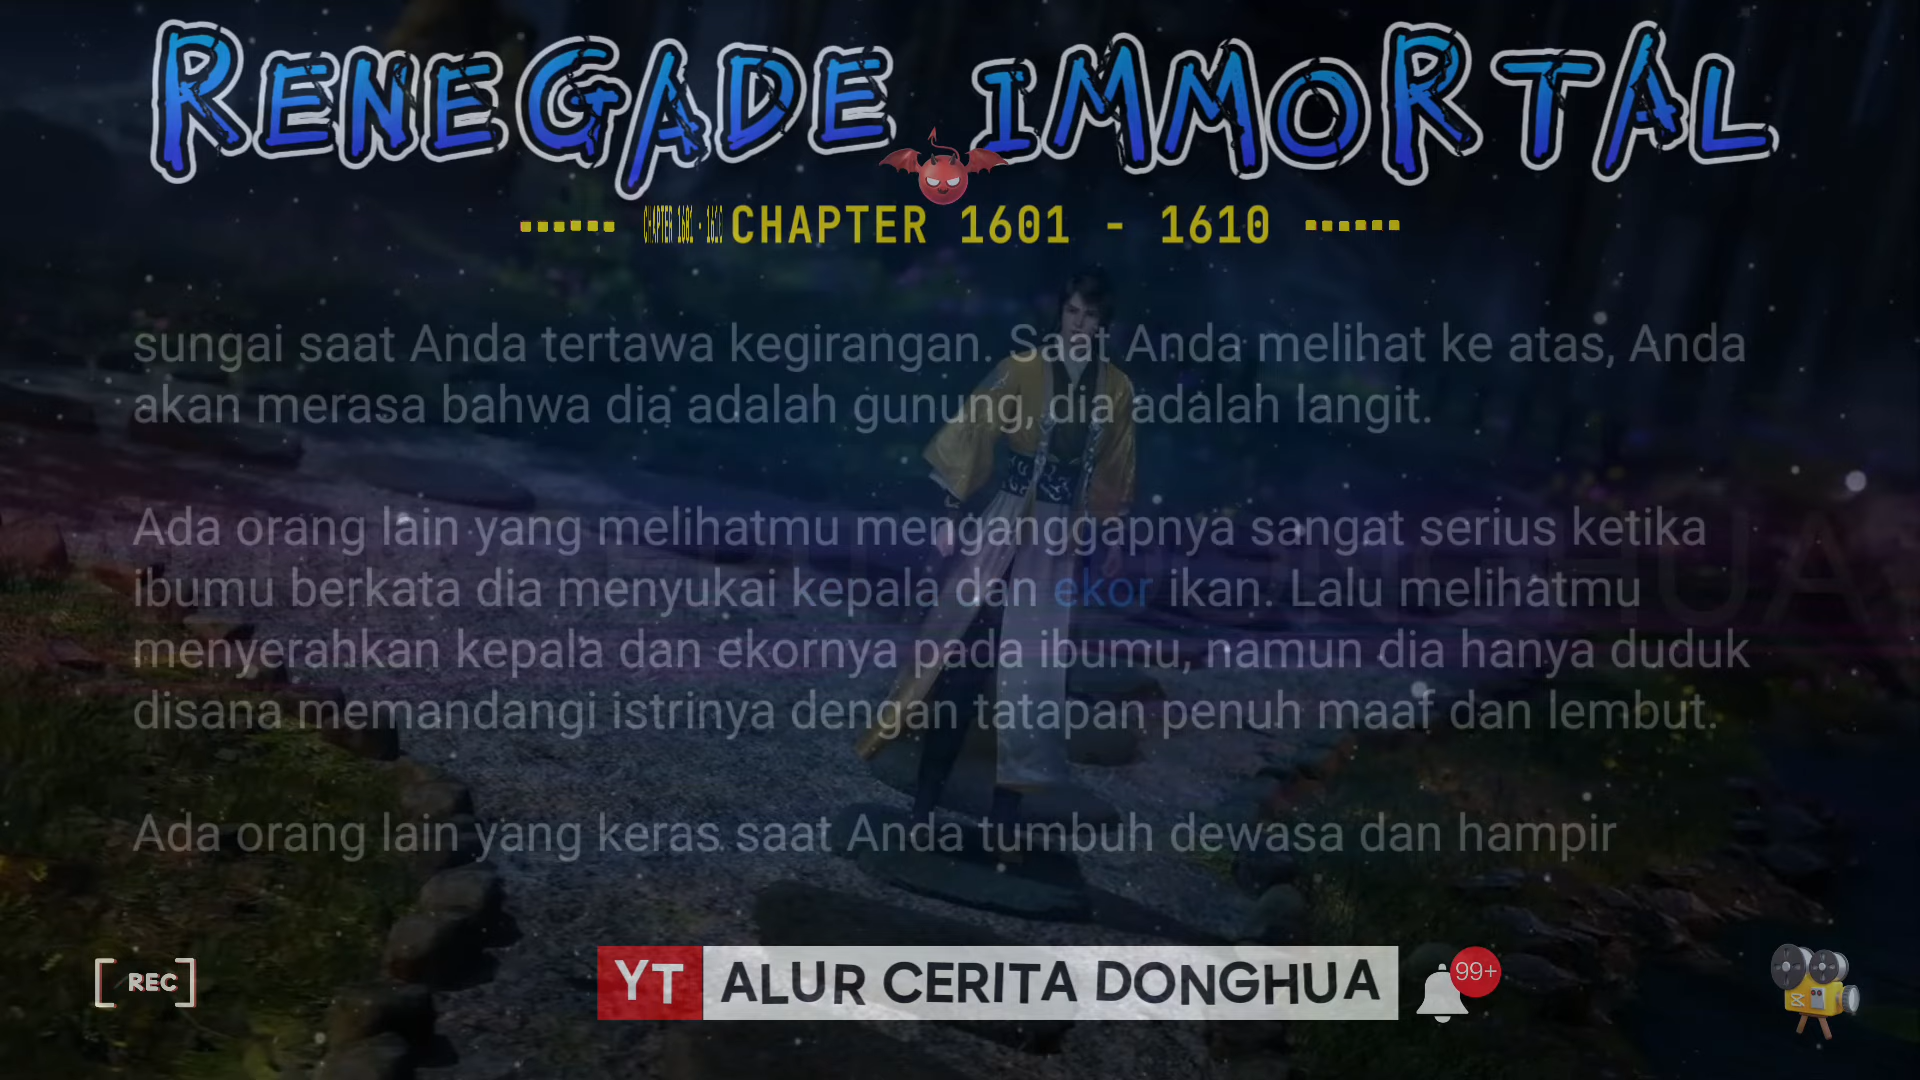 RENEGADE IMMORTAL
CHAPTER 1601 - 1610 CHAPTER 1601 - 1610
sungai saat Anda tertawa kegirangan. Saat Anda melihat ke atas, Anda
akan merasa bahwa dia adalah gunung, dia adalah langit.
Ada orang lain yang melihatmu menganggapnya sangat serius ketika
ibumu berkata dia menyukai kepala dan ekor ikan. Lalu melihatmu
menyerahkan kepala dan ekornya pada ibumu, namun dia hanya duduk
disana memandangi istrinya dengan tatapan penuh maaf dan lembut.
Ada orang lain yang keras saat Anda tumbuh dewasa dan hampir
REC
YT ALUR CERITA DONGHUA
99+